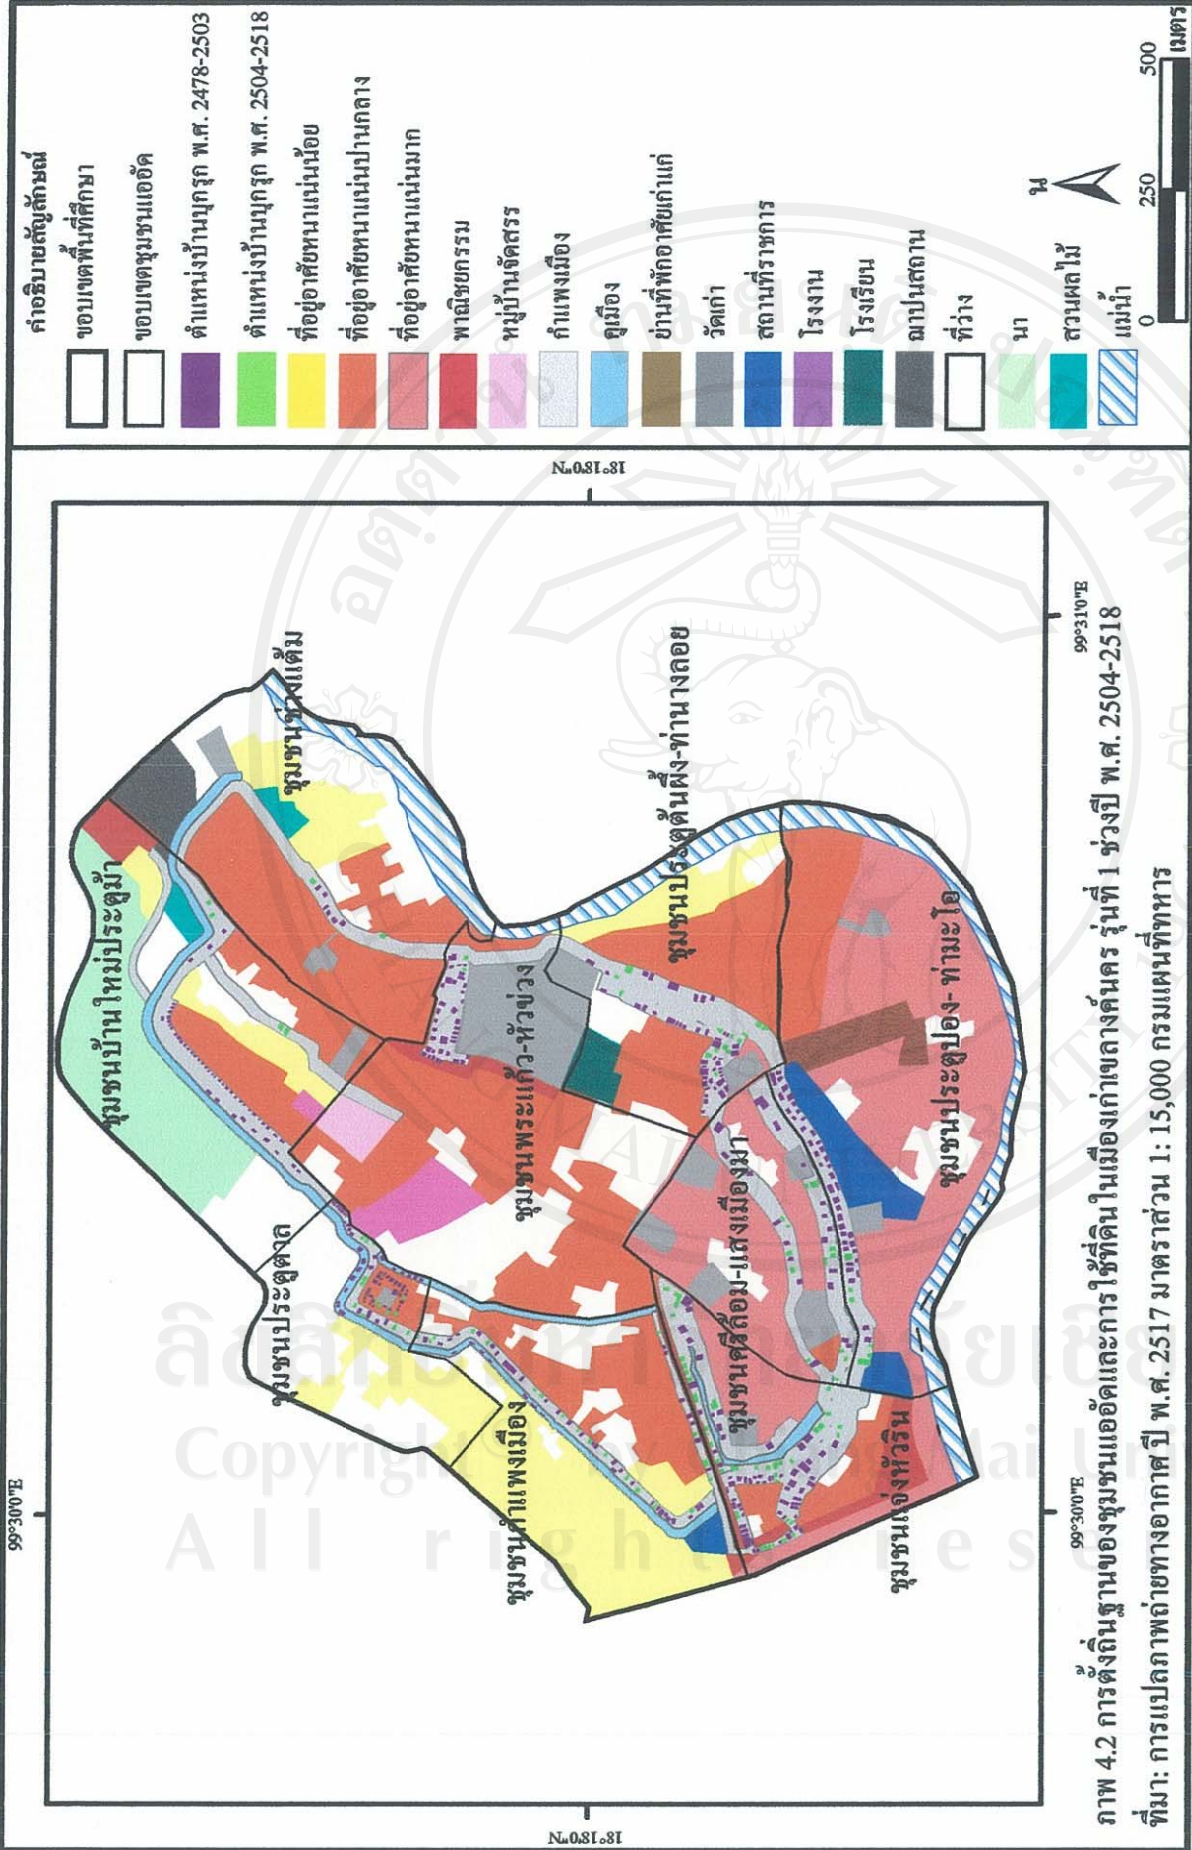 คำอธิบายสัญลักษณ์
ขอบเขตพื้นที่ศึกษา
ขอบเขตชุมชนแออัด
ตำแหน่งบ้านบุกรุก พ.ศ. 2478-2503
ตำแหน่งบ้านบุกรุก พ.ศ. 2504-2518
ที่อยู่อาศัยหนาแน่นน้อย
ที่อยู่อาศัยหนาแน่นปานกลาง
ที่อยู่อาศัยหนาแน่นมาก
พาณิชยกรรม
หมู่บ้านจัดสรร
กำแพงเมือง
คูเมือง
ย่านที่พักอาศัยเก่าแก่
วัดเก่า
สถานที่ราชการ
โรงงาน
โรงเรียน
ฌาปนสถาน
ที่ว่าง
นา
สวนผลไม้
แม่น้ำ
น
0 250 500
เมตร
99°30'0"E
18°18'0"N
18°18'0"N
99°30'0"E
99°31'0"E
ชุมชนบ้านใหม่ประตูม้า
ชุมชนช่างแต้ม
ชุมชนประตูตาล
ชุมชนพระแก้ว-หัวข่วง
ชุมชนประตูต้นผึ้ง-ท่านางลอย
ชุมชนกำแพงเมือง
ชุมชนศรีล้อม-แสงเมืองมา
ชุมชนประตูป่อง- ท่ามะโอ
ชุมชนแจ่งหัวริน
ภาพ 4.2 การตั้งถิ่นฐานของชุมชนแออัดและการใช้ที่ดินในเมืองเก่าเขลางค์นคร รุ่นที่ 1 ช่วงปี พ.ศ. 2504-2518
ที่มา: การแปลภาพถ่ายทางอากาศ ปี พ.ศ. 2517 มาตราส่วน 1: 15,000 กรมแผนที่ทหาร
Copyright © by Chiang Mai Uni
All rights reser